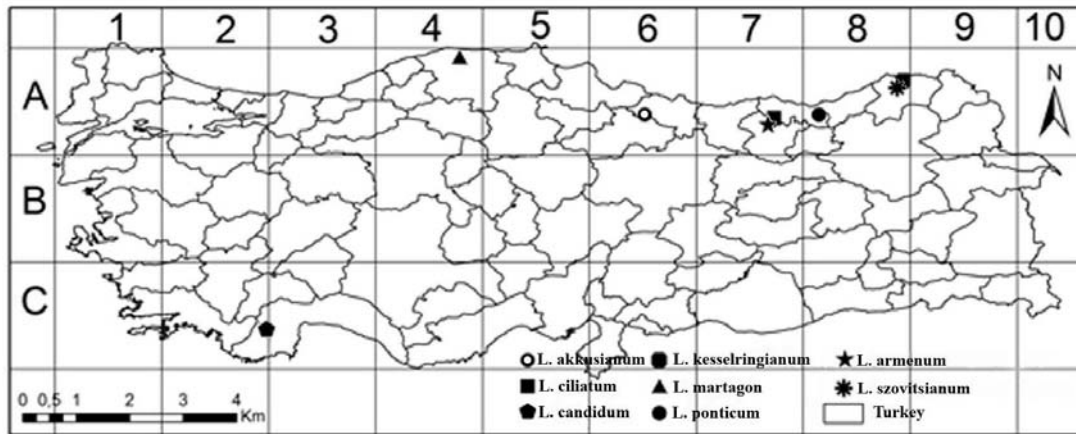 1 2 3 4 5 6 7 8 9 10
A
N
B
C
L. akkusianum L. kesselringianum L. armenum
L. ciliatum L. martagon L. szovitsianum
L. candidum L. ponticum Turkey
0 0,5 1 2 3 4
Km